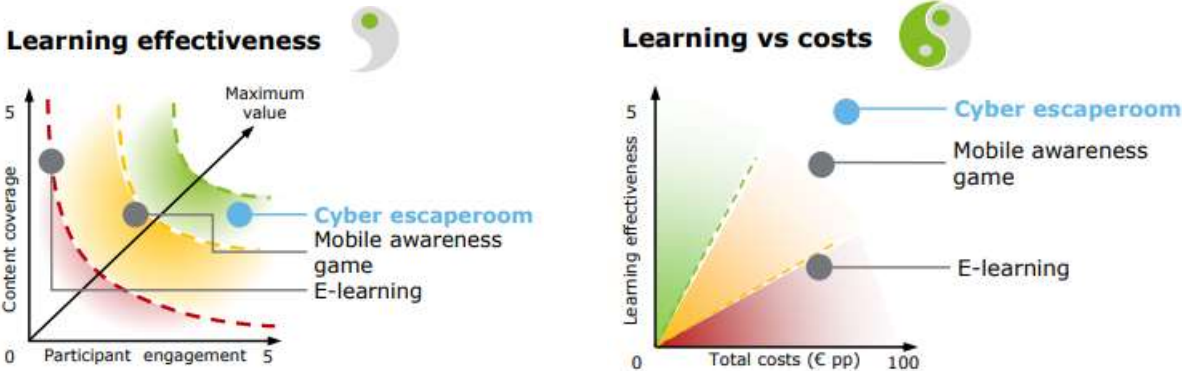 Learning effectiveness
5
Content coverage
0
Participant engagement 5
Maximum
value
Cyber escaperoom
Mobile awareness
game
E-learning
Learning vs costs
5
Learning effectiveness
0
Total costs (€ pp)
100
Cyber escaperoom
Mobile awareness
game
E-learning